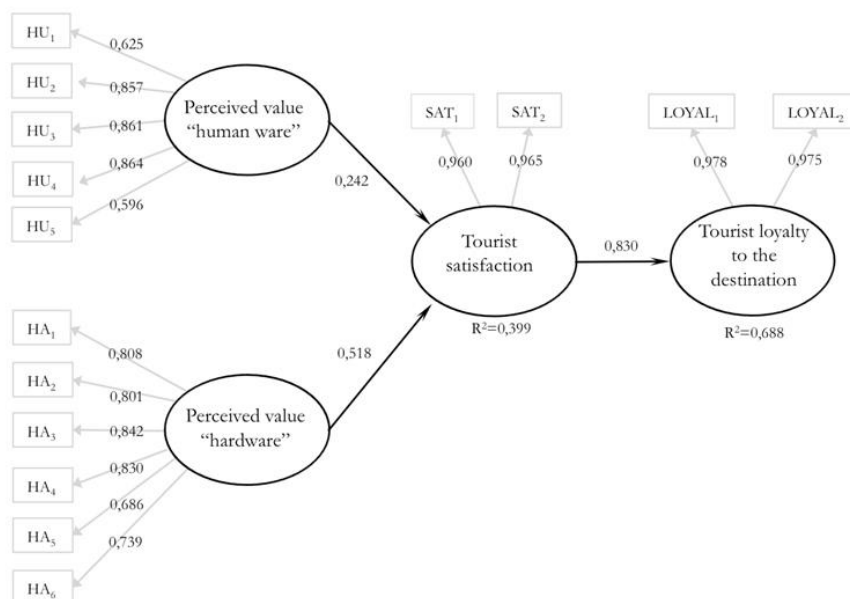 HU₁
0,625
HU₂
0,857
HU₃
0,861
HU₄
0,864
HU₅
0,596
Perceived value
“human ware”
0,242
HA₁
0,808
HA₂
0,801
HA₃
0,842
HA₄
0,830
HA₅
0,686
HA₆
0,739
Perceived value
“hardware”
0,518
SAT₁
SAT₂
0,960
0,965
Tourist
satisfaction
R²=0,399
0,830
LOYAL₁
LOYAL₂
0,978
0,975
Tourist loyalty
to the
destination
R²=0,688